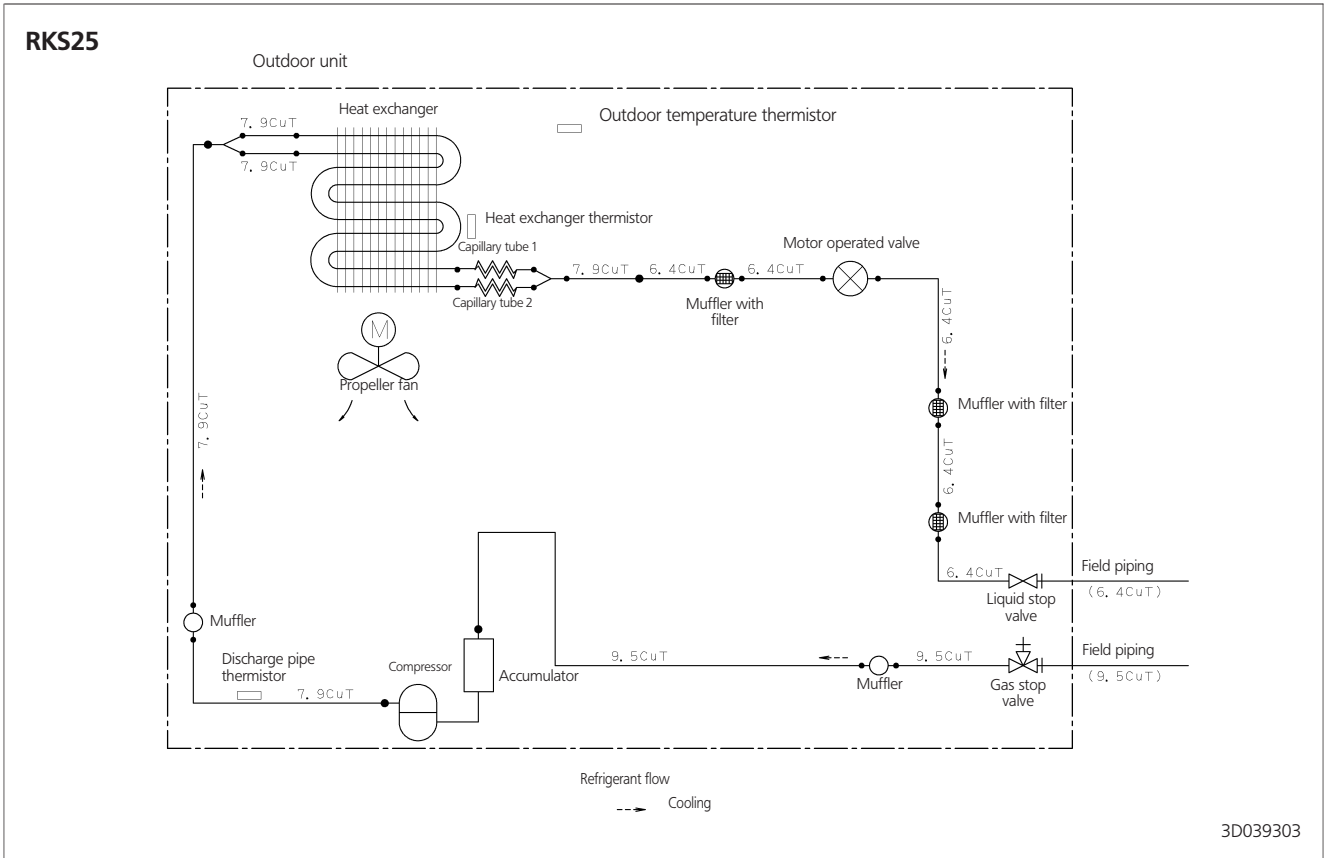 RKS25
Outdoor unit
Heat exchanger
Outdoor temperature thermistor
7. 9CuT
7. 9CuT
Heat exchanger thermistor
Capillary tube 1
Capillary tube 2
7. 9CuT
6. 4CuT
6. 4CuT
Muffler with
filter
Motor operated valve
6. 4CuT
M
Propeller fan
7. 9CuT
Muffler with filter
6. 4CuT
Muffler with filter
6. 4CuT
Liquid stop
valve
Field piping
(6. 4CuT)
Muffler
Discharge pipe
thermistor
7. 9CuT
Compressor
Accumulator
9. 5CuT
Muffler
9. 5CuT
Gas stop
valve
Field piping
(9. 5CuT)
Refrigerant flow
Cooling
3D039303